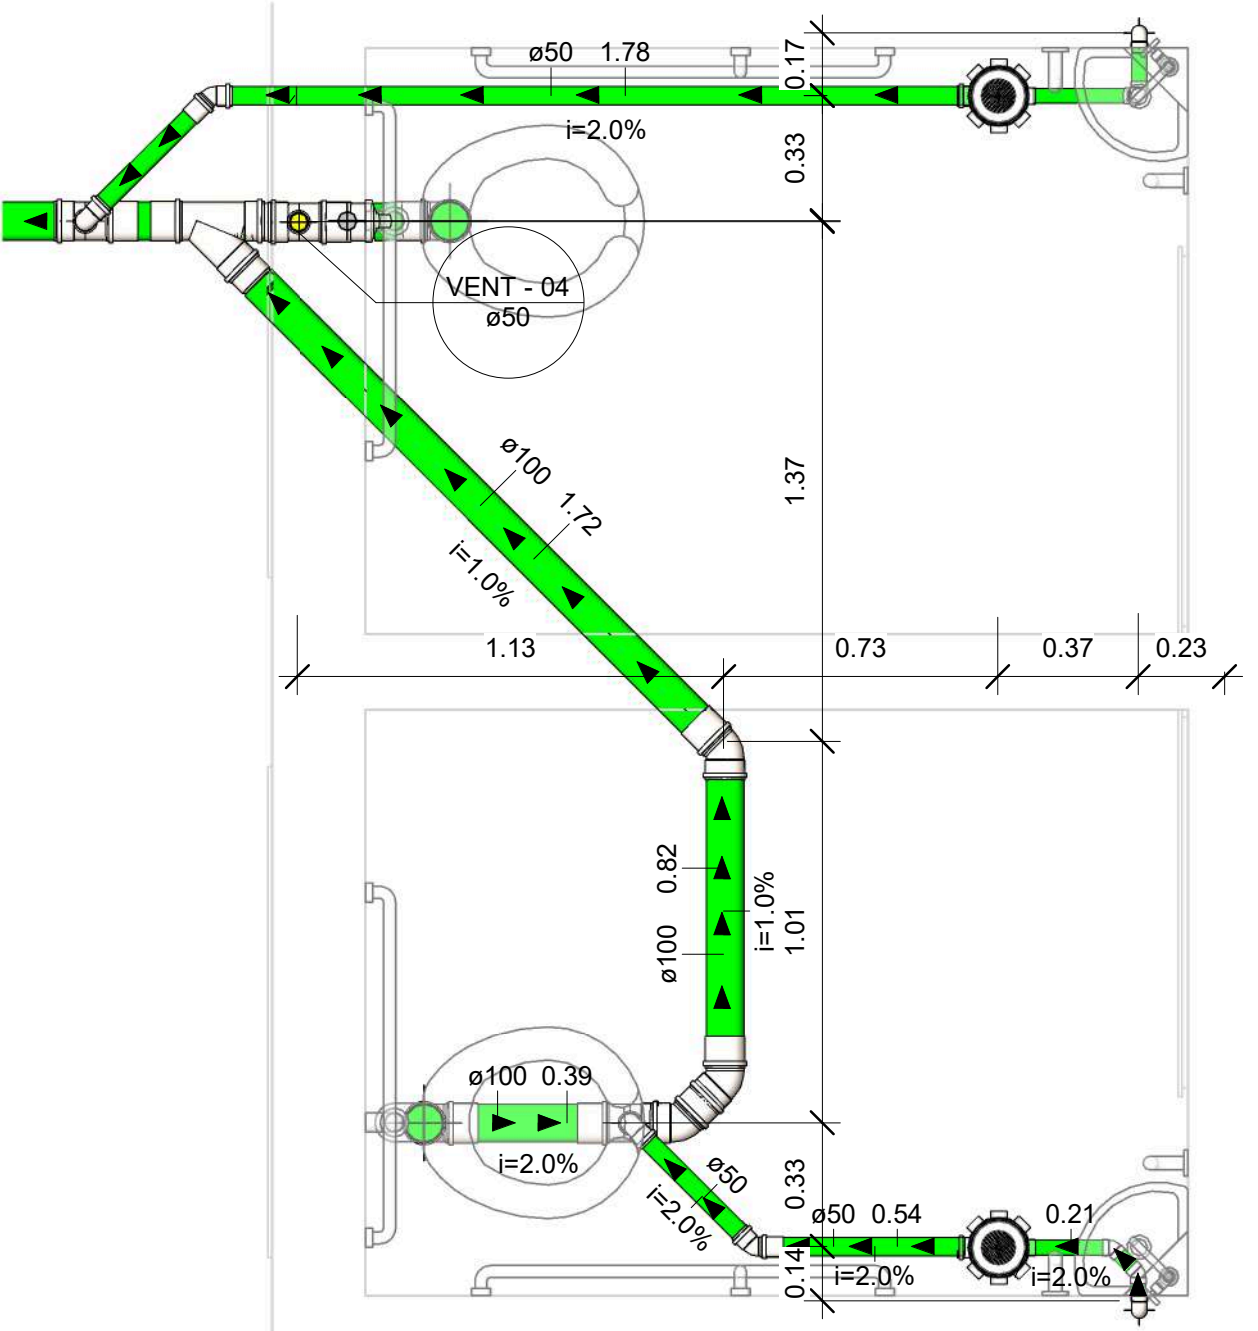 ø50 1.78
0.17
i=2.0%
0.33
VENT - 04
ø50
ø100 1.72
i=1.0%
1.37
1.13
0.73
0.37
0.23
ø100 0.82
i=1.0%
1.01
ø100 0.39
i=2.0%
ø50
i=2.0%
0.33
ø50 0.54
i=2.0%
0.21
i=2.0%
0.14